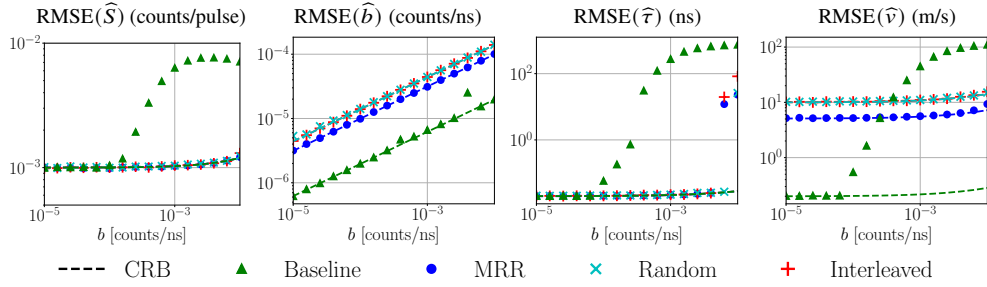 RMSE(Ŝ) (counts/pulse)
RMSE(b̂) (counts/ns)
RMSE(τ̂) (ns)
RMSE(v̂) (m/s)
10⁻²
10⁻³
10⁻⁵ 10⁻³
b [counts/ns]
10⁻⁴
10⁻⁵
10⁻⁶
10⁻⁵ 10⁻³
b [counts/ns]
10²
10⁰
10⁻⁵ 10⁻³
b [counts/ns]
10²
10¹
10⁰
10⁻⁵ 10⁻³
b [counts/ns]
CRB Baseline MRR Random Interleaved